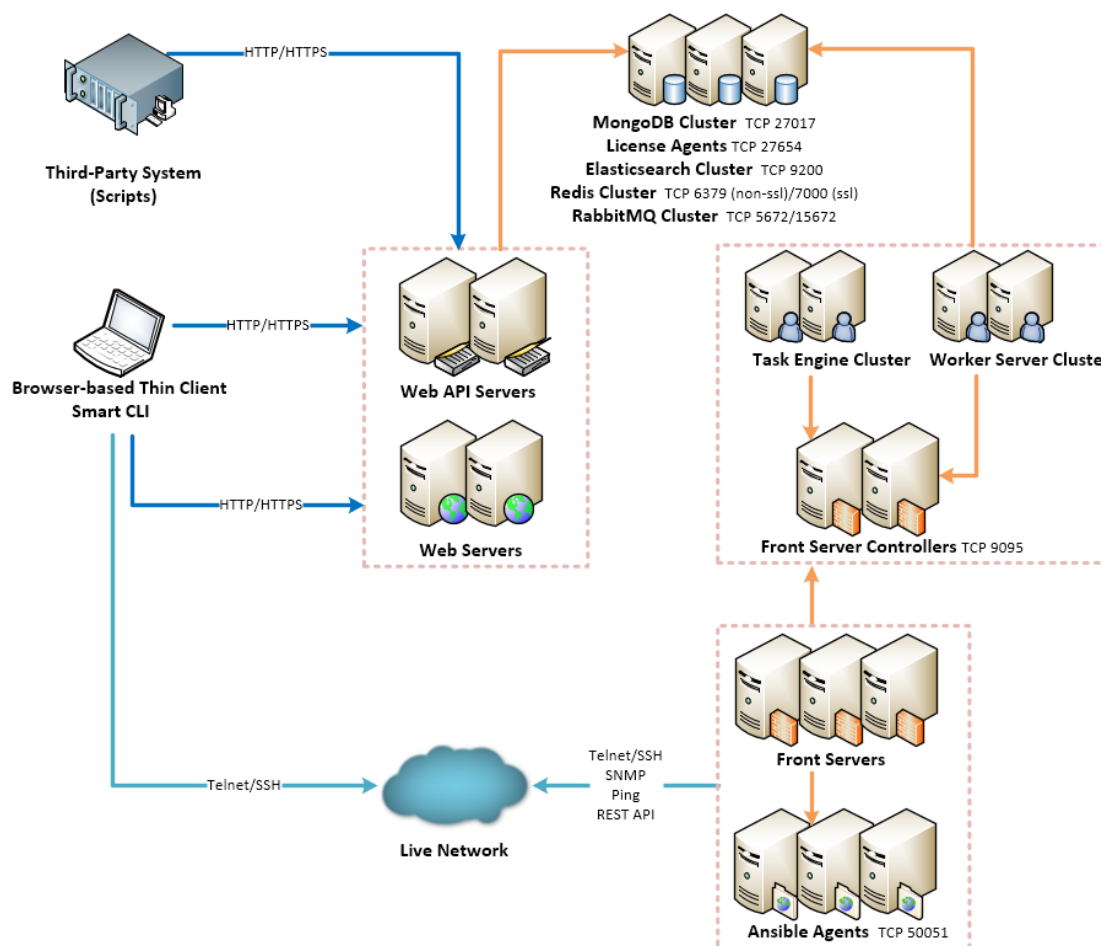 HTTP/HTTPS
Third-Party System
(Scripts)
MongoDB Cluster TCP 27017
License Agents TCP 27654
Elasticsearch Cluster TCP 9200
Redis Cluster TCP 6379 (non-ssl)/7000 (ssl)
RabbitMQ Cluster TCP 5672/15672
HTTP/HTTPS
Browser-based Thin Client
Smart CLI
Web API Servers
Task Engine Cluster
Worker Server Cluster
HTTP/HTTPS
Web Servers
Front Server Controllers TCP 9095
Telnet/SSH
Live Network
Telnet/SSH
SNMP
Ping
REST API
Front Servers
Ansible Agents TCP 50051